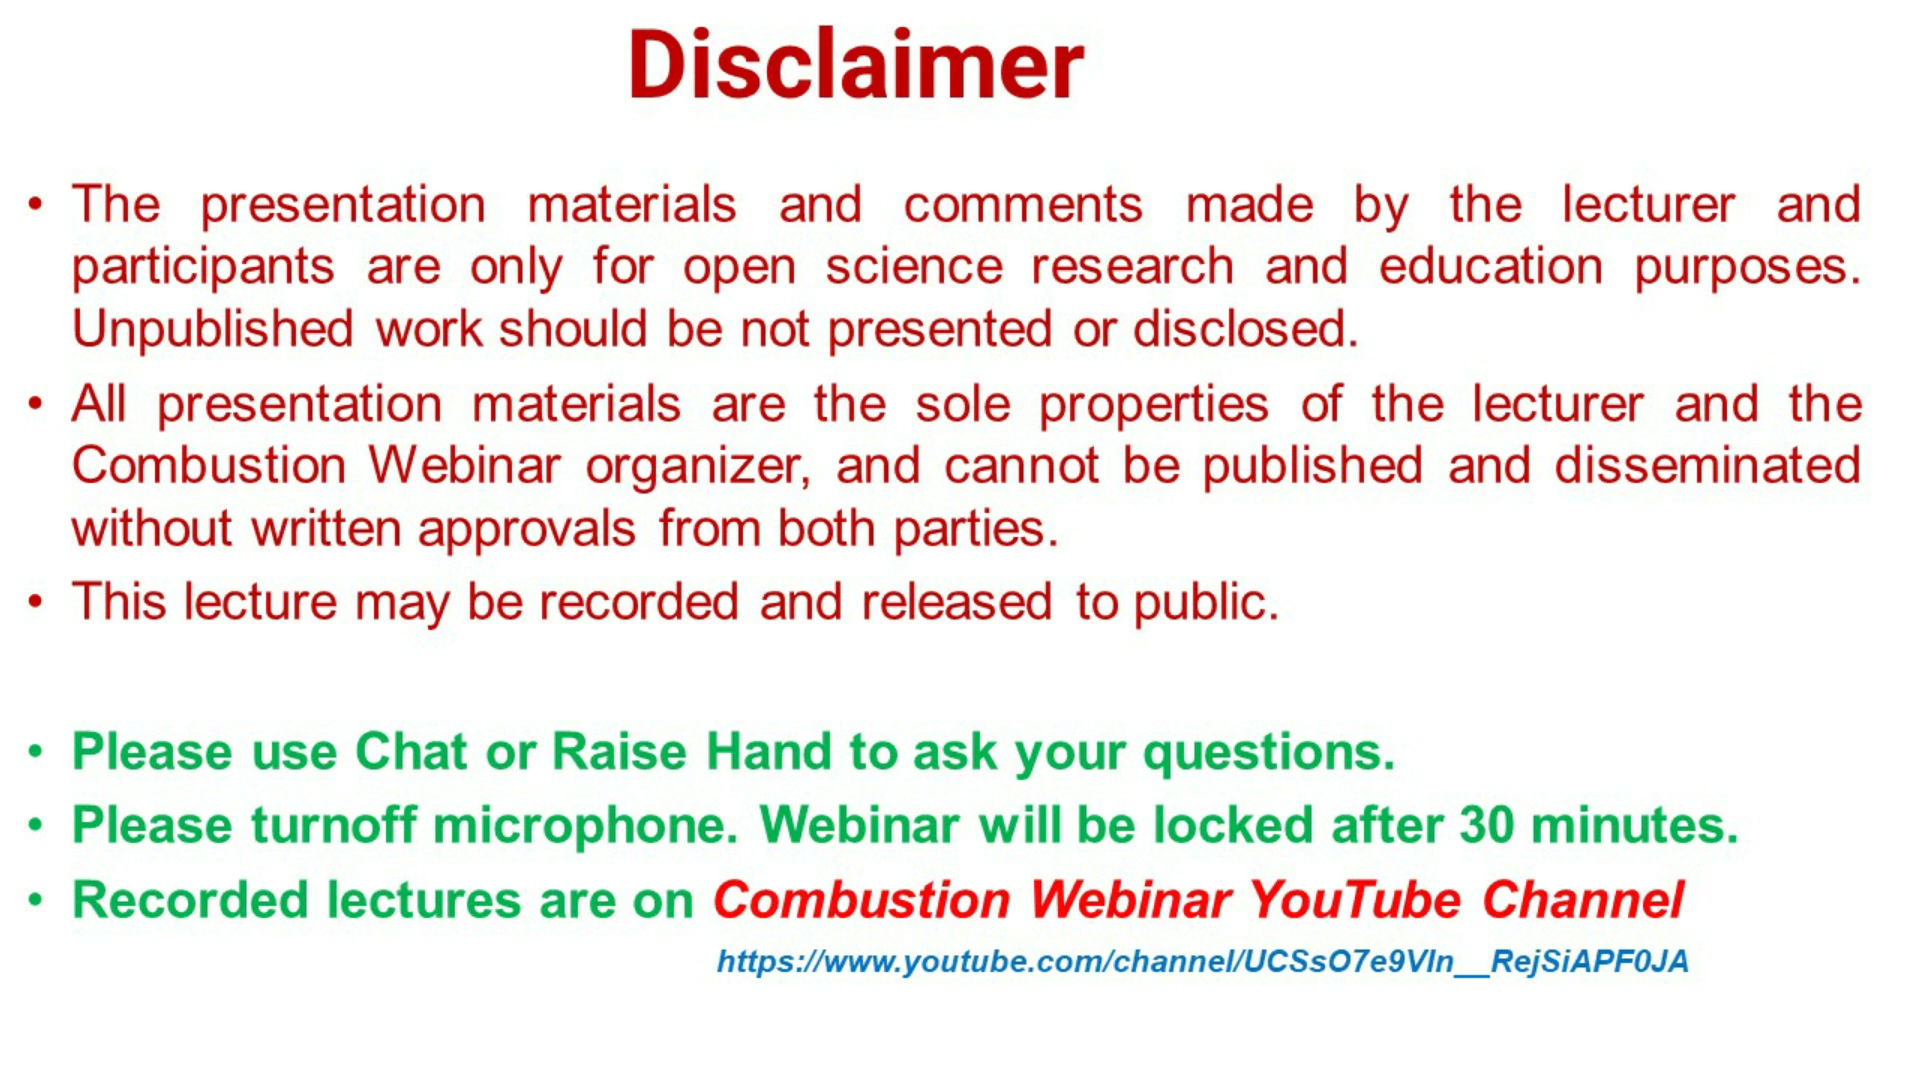 Disclaimer
• The presentation materials and comments made by the lecturer and
participants are only for open science research and education purposes.
Unpublished work should be not presented or disclosed.
• All presentation materials are the sole properties of the lecturer and the
Combustion Webinar organizer, and cannot be published and disseminated
without written approvals from both parties.
• This lecture may be recorded and released to public.
• Please use Chat or Raise Hand to ask your questions.
• Please turnoff microphone. Webinar will be locked after 30 minutes.
• Recorded lectures are on Combustion Webinar YouTube Channel
https://www.youtube.com/channel/UCSsO7e9VIn__RejSiAPF0JA